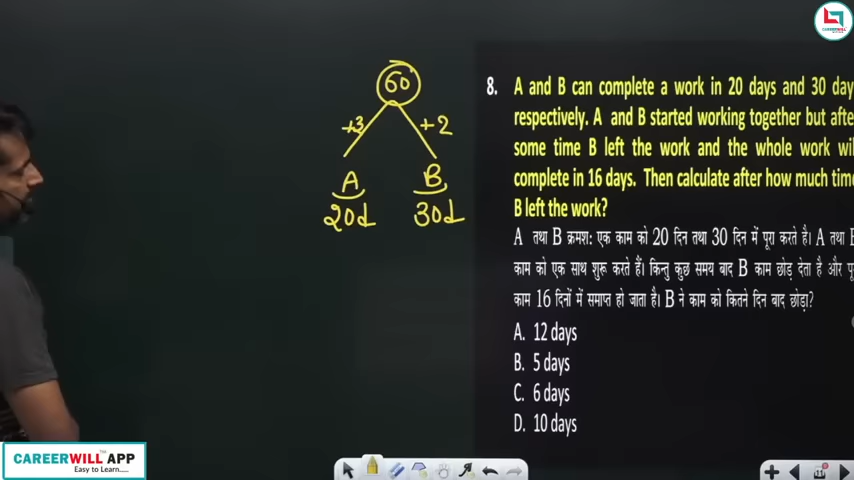 60
+3
+2
A
B
20d
30d
8. A and B can complete a work in 20 days and 30 day
respectively. A and B started working together but afte
some time B left the work and the whole work wil
complete in 16 days. Then calculate after how much time
B left the work?
A तथा B क्रमश: एक काम को 20 दिन तथा 30 दिन में पूरा करते है। A तथा B
काम को एक साथ शुरू करते हैं। किन्तु कुछ समय बाद B काम छोड़ देता है और पू
काम 16 दिनों में समाप्त हो जाता है। B ने काम को कितने दिन बाद छोड़ा?
A. 12 days
B. 5 days
C. 6 days
D. 10 days
CAREERWILL
CAREERWILL APP
Easy to Learn.....